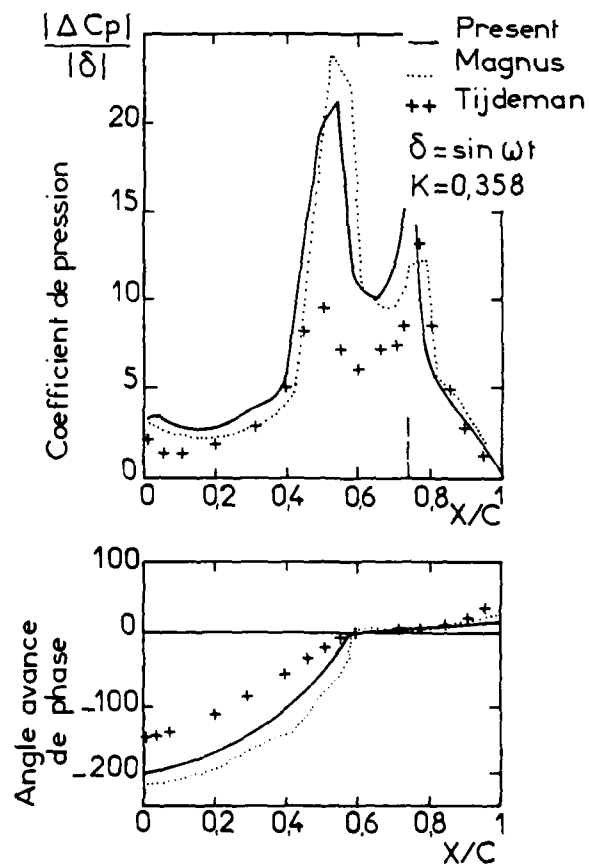 |Δ Cp|
|δ|
Present
Magnus
++ Tijdeman
δ = sin ωt
K=0,358
Coefficient de pression
20
15
10
5
0
0
0,2
0,4
0,6
0,8
1
X/C
Angle avance
de phase
100
0
-100
-200
0
0,2
0,4
0,6
0,8
1
X/C